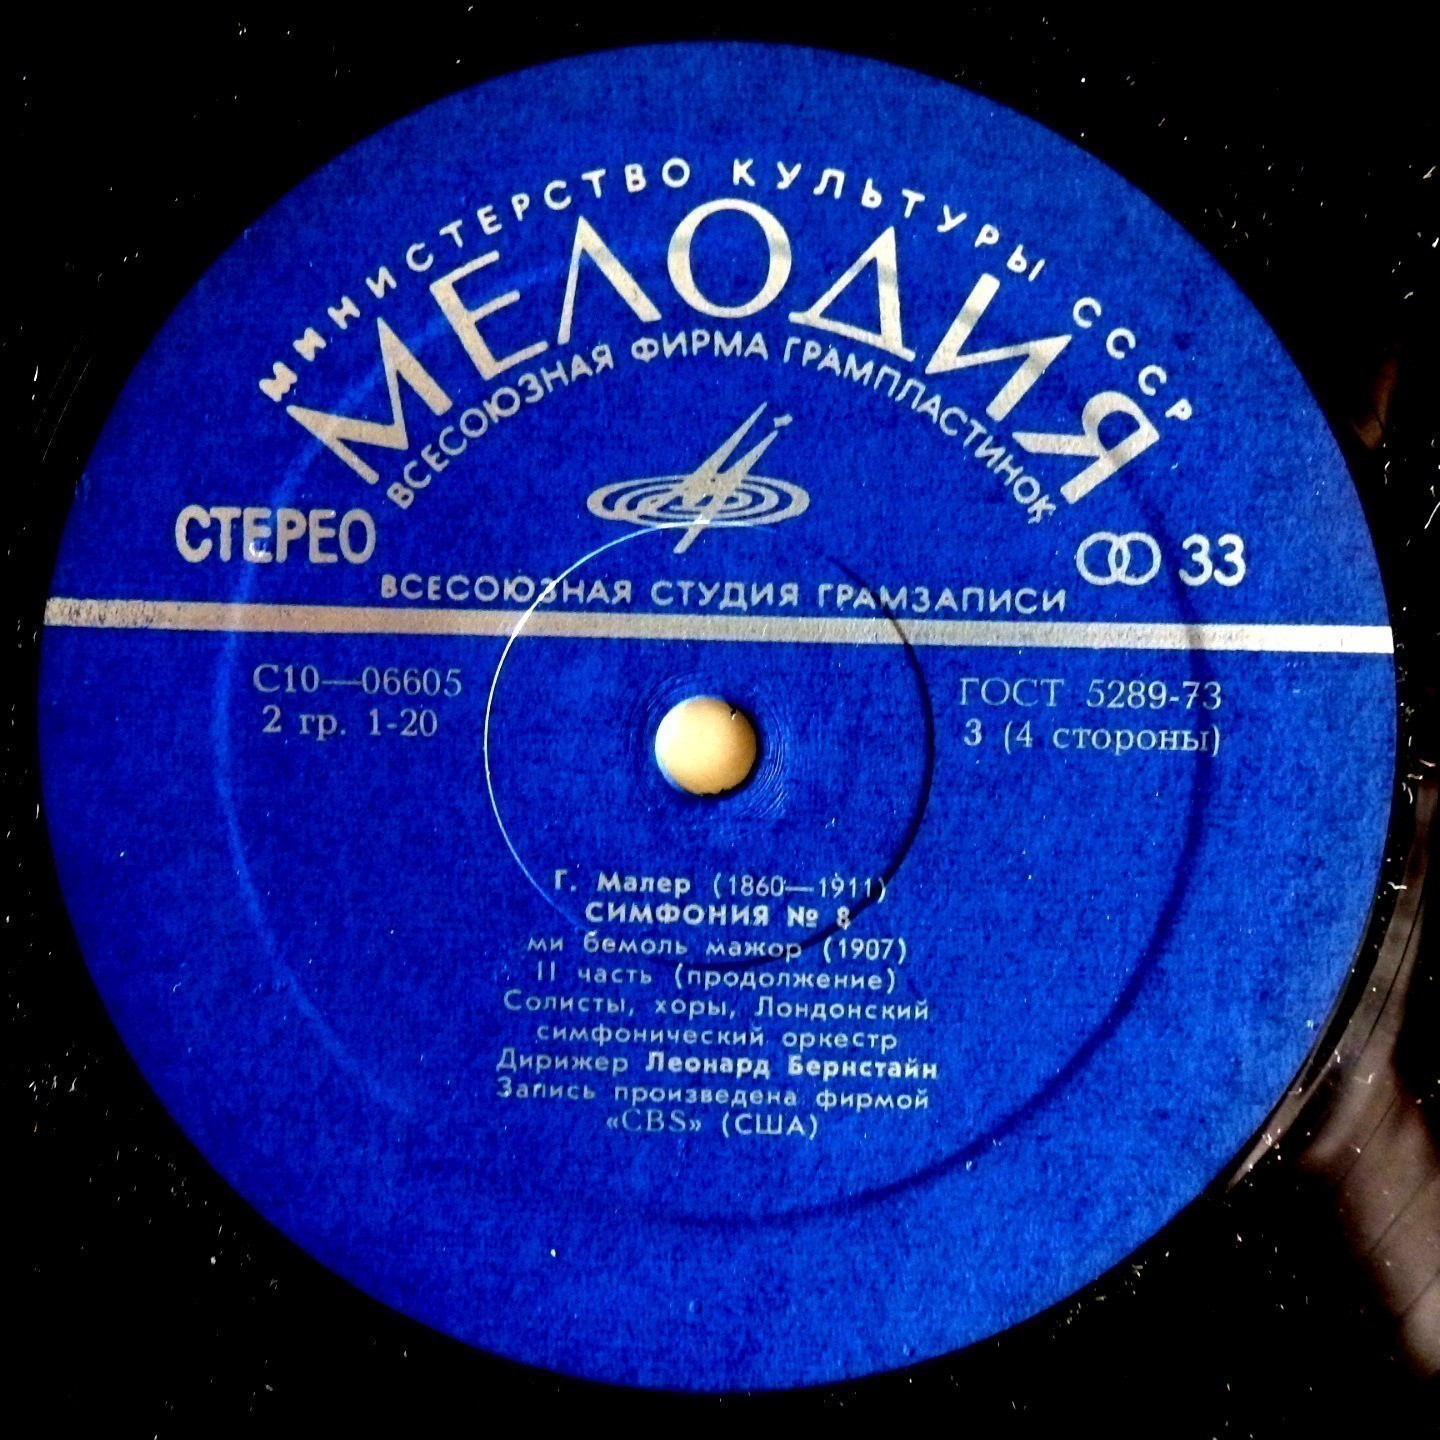 МИНИСТЕРСТВО КУЛЬТУРЫ СССР
МЕЛОДИЯ
ВСЕСОЮЗНАЯ ФИРМА ГРАМПЛАСТИНОК
СТЕРЕО
33
ВСЕСОЮЗНАЯ СТУДИЯ ГРАМЗАПИСИ
С10—06605
2 гр. 1-20
ГОСТ 5289-73
3 (4 стороны)
Г. Малер (1860—1911)
СИМФОНИЯ № 8
ми бемоль мажор (1907)
II часть (продолжение)
Солисты, хоры, Лондонский
симфонический оркестр
Дирижер Леонард Бернстайн
Запись произведена фирмой
«CBS» (США)